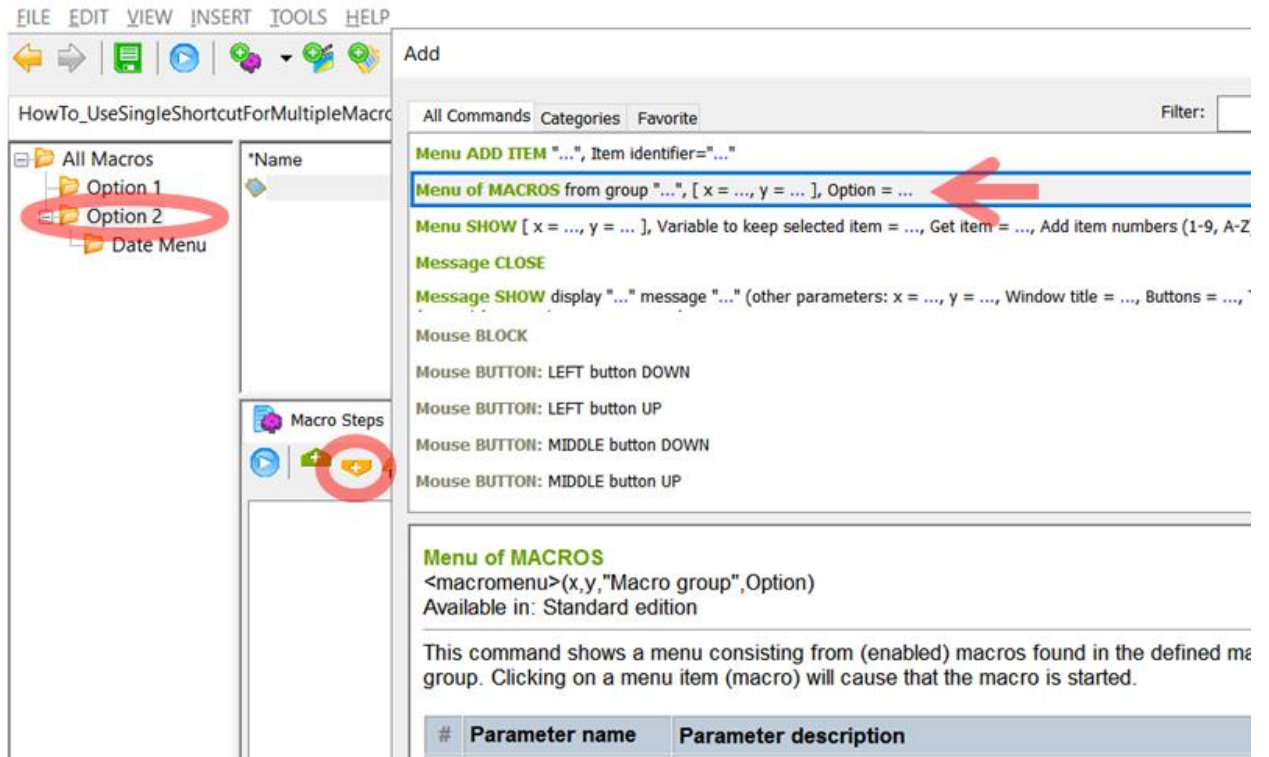 FILE EDIT VIEW INSERT TOOLS HELP
Add
HowTo_UseSingleShortcutForMultipleMacro
All Commands Categories Favorite Filter:
All Macros
Option 1
Option 2
Date Menu
*Name
Menu ADD ITEM "...", Item identifier="..."
Menu of MACROS from group "...", [ x = ..., y = ... ], Option = ...
Menu SHOW [ x = ..., y = ... ], Variable to keep selected item = ..., Get item = ..., Add item numbers (1-9, A-Z)
Message CLOSE
Message SHOW display "..." message "..." (other parameters: x = ..., y = ..., Window title = ..., Buttons = ...,
Mouse BLOCK
Mouse BUTTON: LEFT button DOWN
Mouse BUTTON: LEFT button UP
Mouse BUTTON: MIDDLE button DOWN
Mouse BUTTON: MIDDLE button UP
Macro Steps
Menu of MACROS
<macromenu>(x,y,"Macro group",Option)
Available in: Standard edition
This command shows a menu consisting from (enabled) macros found in the defined ma
group. Clicking on a menu item (macro) will cause that the macro is started.
# Parameter name Parameter description